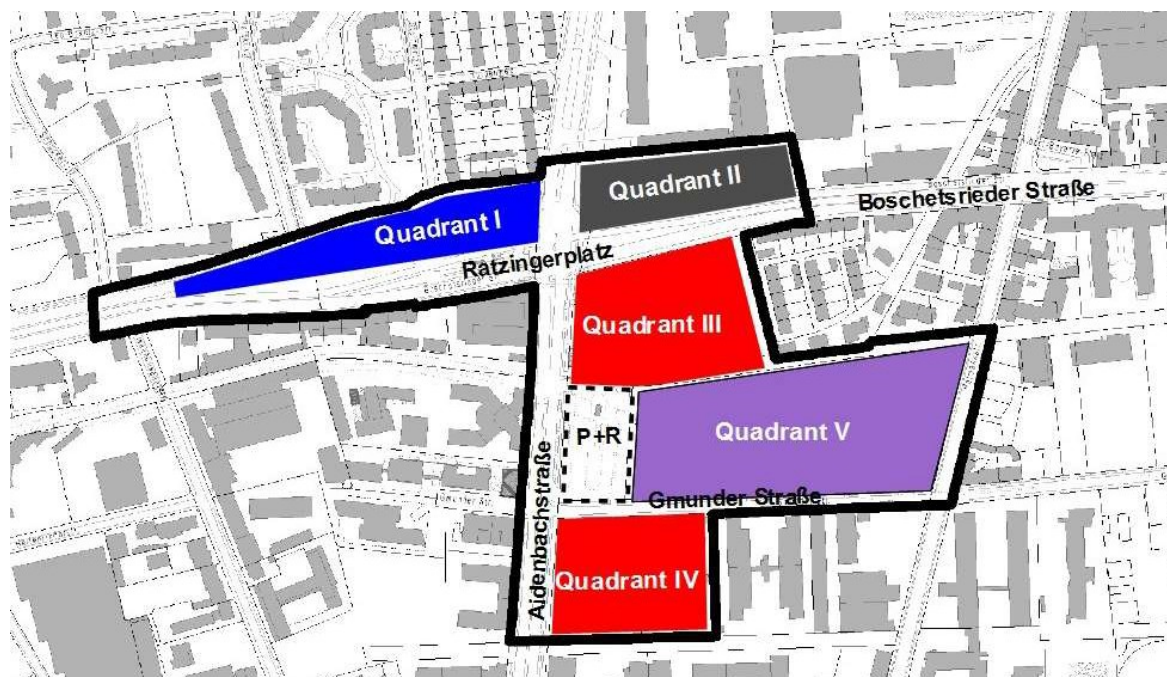 Quadrant II
Boschetsrieder Straße
Quadrant I
Ratzingerplatz
Quadrant III
P+R
Quadrant V
Aidenbachstraße
Gmunder Straße
Quadrant IV